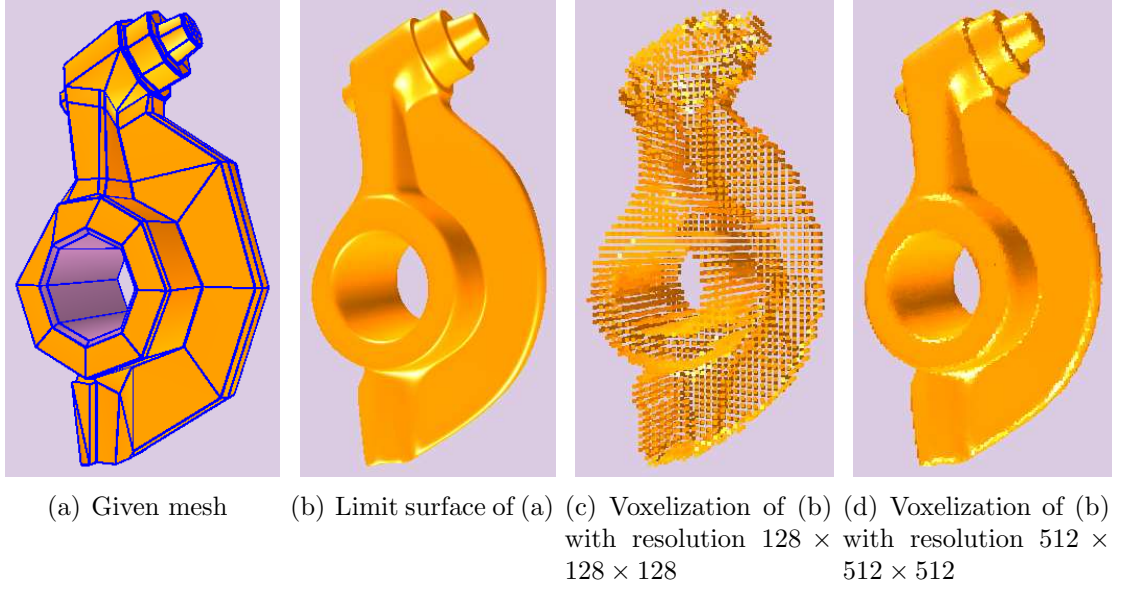 (a) Given mesh
(b) Limit surface of (a)
(c) Voxelization of (b)
with resolution 128 ×
128 × 128
(d) Voxelization of (b)
with resolution 512 ×
512 × 512